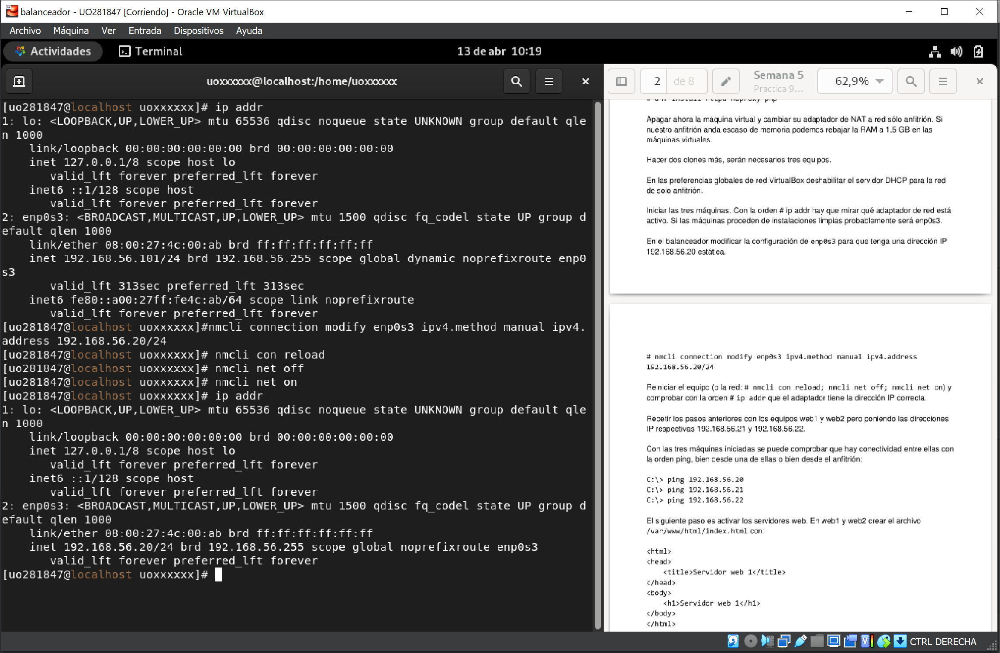 balanceador - UO281847 [Corriendo] - Oracle VM VirtualBox
Archivo Máquina Ver Entrada Dispositivos Ayuda
Actividades Terminal 13 de abr 10:19
uoxxxxxx@localhost:/home/uoxxxxxx
[uo281847@localhost uoxxxxxx]# ip addr
1: lo: <LOOPBACK,UP,LOWER_UP> mtu 65536 qdisc noqueue state UNKNOWN group default qle
n 1000
    link/loopback 00:00:00:00:00:00 brd 00:00:00:00:00:00
    inet 127.0.0.1/8 scope host lo
       valid_lft forever preferred_lft forever
    inet6 ::1/128 scope host
       valid_lft forever preferred_lft forever
2: enp0s3: <BROADCAST,MULTICAST,UP,LOWER_UP> mtu 1500 qdisc fq_codel state UP group d
efault qlen 1000
    link/ether 08:00:27:4c:00:ab brd ff:ff:ff:ff:ff:ff
    inet 192.168.56.101/24 brd 192.168.56.255 scope global dynamic noprefixroute enp0
s3
       valid_lft 313sec preferred_lft 313sec
    inet6 fe80::a00:27ff:fe4c:ab/64 scope link noprefixroute
       valid_lft forever preferred_lft forever
[uo281847@localhost uoxxxxxx]#nmcli connection modify enp0s3 ipv4.method manual ipv4.
address 192.168.56.20/24
[uo281847@localhost uoxxxxxx]# nmcli con reload
[uo281847@localhost uoxxxxxx]# nmcli net off
[uo281847@localhost uoxxxxxx]# nmcli net on
[uo281847@localhost uoxxxxxx]# ip addr
1: lo: <LOOPBACK,UP,LOWER_UP> mtu 65536 qdisc noqueue state UNKNOWN group default qle
n 1000
    link/loopback 00:00:00:00:00:00 brd 00:00:00:00:00:00
    inet 127.0.0.1/8 scope host lo
       valid_lft forever preferred_lft forever
    inet6 ::1/128 scope host
       valid_lft forever preferred_lft forever
2: enp0s3: <BROADCAST,MULTICAST,UP,LOWER_UP> mtu 1500 qdisc fq_codel state UP group d
efault qlen 1000
    link/ether 08:00:27:4c:00:ab brd ff:ff:ff:ff:ff:ff
    inet 192.168.56.20/24 brd 192.168.56.255 scope global noprefixroute enp0s3
       valid_lft forever preferred_lft forever
[uo281847@localhost uoxxxxxx]#
2 de 8
Semana 5
Practica 9...
62,9%
# dnf install httpd haproxy php
Apagar ahora la máquina virtual y cambiar su adaptador de NAT a red sólo anfitrión. Si
nuestro anfitrión anda escaso de memoria podemos rebajar la RAM a 1,5 GB en las
máquinas virtuales.
Hacer dos clones más, serán necesarios tres equipos.
En las preferencias globales de red VirtualBox deshabilitar el servidor DHCP para la red
de solo anfitrión.
Iniciar las tres máquinas. Con la orden # ip addr hay que mirar qué adaptador de red está
activo. Si las máquinas proceden de instalaciones limpias probablemente será enp0s3.
En el balanceador modificar la configuración de enp0s3 para que tenga una dirección IP
192.168.56.20 estática.
# nmcli connection modify enp0s3 ipv4.method manual ipv4.address
192.168.56.20/24
Reiniciar el equipo (o la red: # nmcli con reload; nmcli net off; nmcli net on) y
comprobar con la orden # ip addr que el adaptador tiene la dirección IP correcta.
Repetir los pasos anteriores con los equipos web1 y web2 pero poniendo las direcciones
IP respectivas 192.168.56.21 y 192.168.56.22.
Con las tres máquinas iniciadas se puede comprobar que hay conectividad entre ellas con
la orden ping, bien desde una de ellas o bien desde el anfitrión:
C:\> ping 192.168.56.20
C:\> ping 192.168.56.21
C:\> ping 192.168.56.22
El siguiente paso es activar los servidores web. En web1 y web2 crear el archivo
/var/www/html/index.html con:
<html>
<head>
    <title>Servidor web 1</title>
</head>
<body>
    <h1>Servidor web 1</h1>
</body>
</html>
CTRL DERECHA